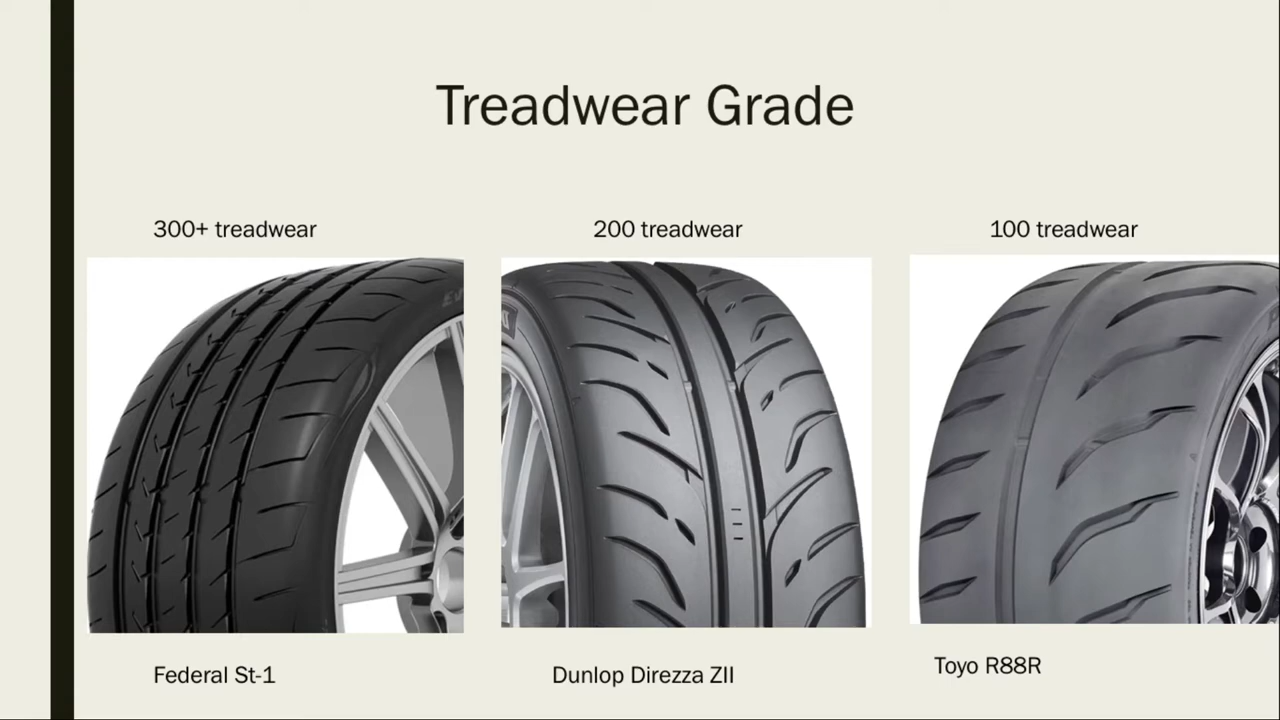 Treadwear Grade
300+ treadwear
200 treadwear
100 treadwear
Federal St-1
Dunlop Direzza ZII
Toyo R88R